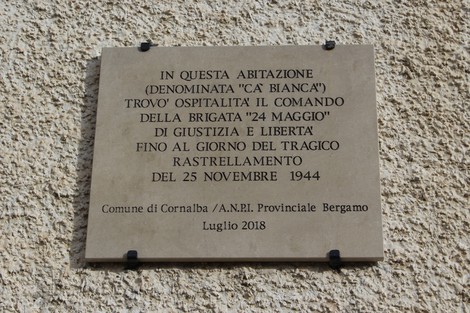 IN QUESTA ABITAZIONE
(DENOMINATA "CA' BIANCA")
TROVO' OSPITALITA' IL COMANDO
DELLA BRIGATA "24 MAGGIO"
DI GIUSTIZIA E LIBERTA'
FINO AL GIORNO DEL TRAGICO
RASTRELLAMENTO
DEL 25 NOVEMBRE 1944
Comune di Cornalba /A.N.P.I. Provinciale Bergamo
Luglio 2018